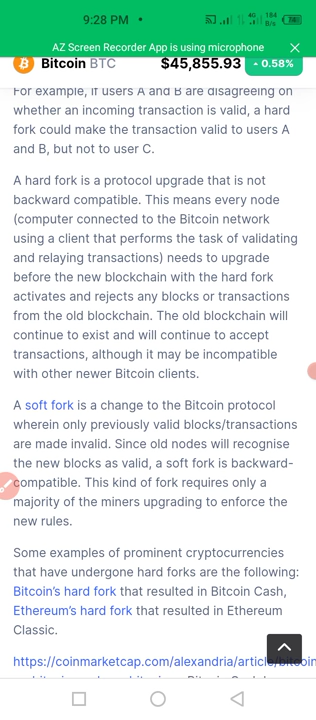 9:28 PM
4G 184 B/s
AZ Screen Recorder App is using microphone
Bitcoin BTC $45,855.93 0.58%
For example, if users A and B are disagreeing on
whether an incoming transaction is valid, a hard
fork could make the transaction valid to users A
and B, but not to user C.
A hard fork is a protocol upgrade that is not
backward compatible. This means every node
(computer connected to the Bitcoin network
using a client that performs the task of validating
and relaying transactions) needs to upgrade
before the new blockchain with the hard fork
activates and rejects any blocks or transactions
from the old blockchain. The old blockchain will
continue to exist and will continue to accept
transactions, although it may be incompatible
with other newer Bitcoin clients.
A soft fork is a change to the Bitcoin protocol
wherein only previously valid blocks/transactions
are made invalid. Since old nodes will recognise
the new blocks as valid, a soft fork is backward-
compatible. This kind of fork requires only a
majority of the miners upgrading to enforce the
new rules.
Some examples of prominent cryptocurrencies
that have undergone hard forks are the following:
Bitcoin's hard fork that resulted in Bitcoin Cash,
Ethereum's hard fork that resulted in Ethereum
Classic.
https://coinmarketcap.com/alexandria/article/bitcoin